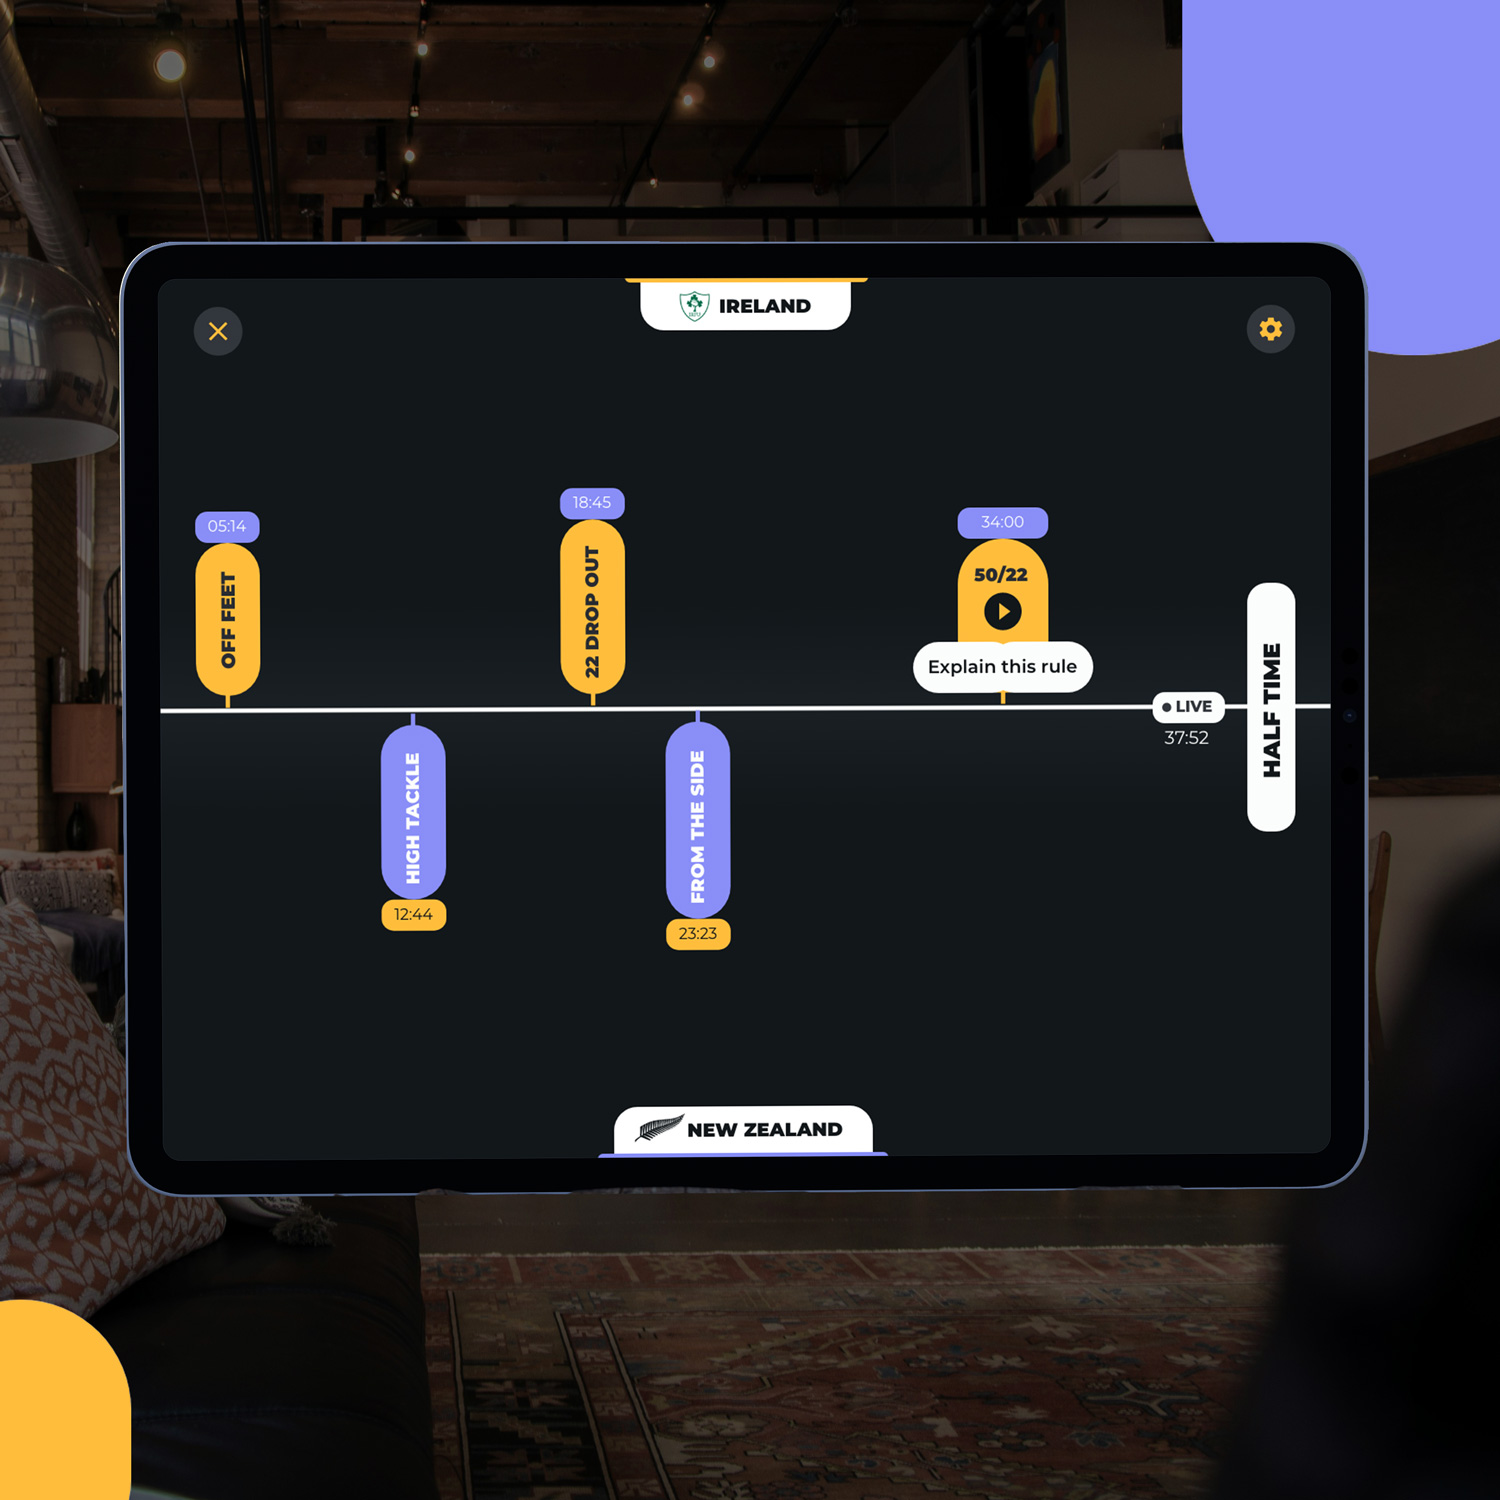 IRELAND
05:14
OFF FEET
12:44
HIGH TACKLE
18:45
22 DROP OUT
23:23
FROM THE SIDE
34:00
50/22
Explain this rule
LIVE
37:52
HALF TIME
NEW ZEALAND